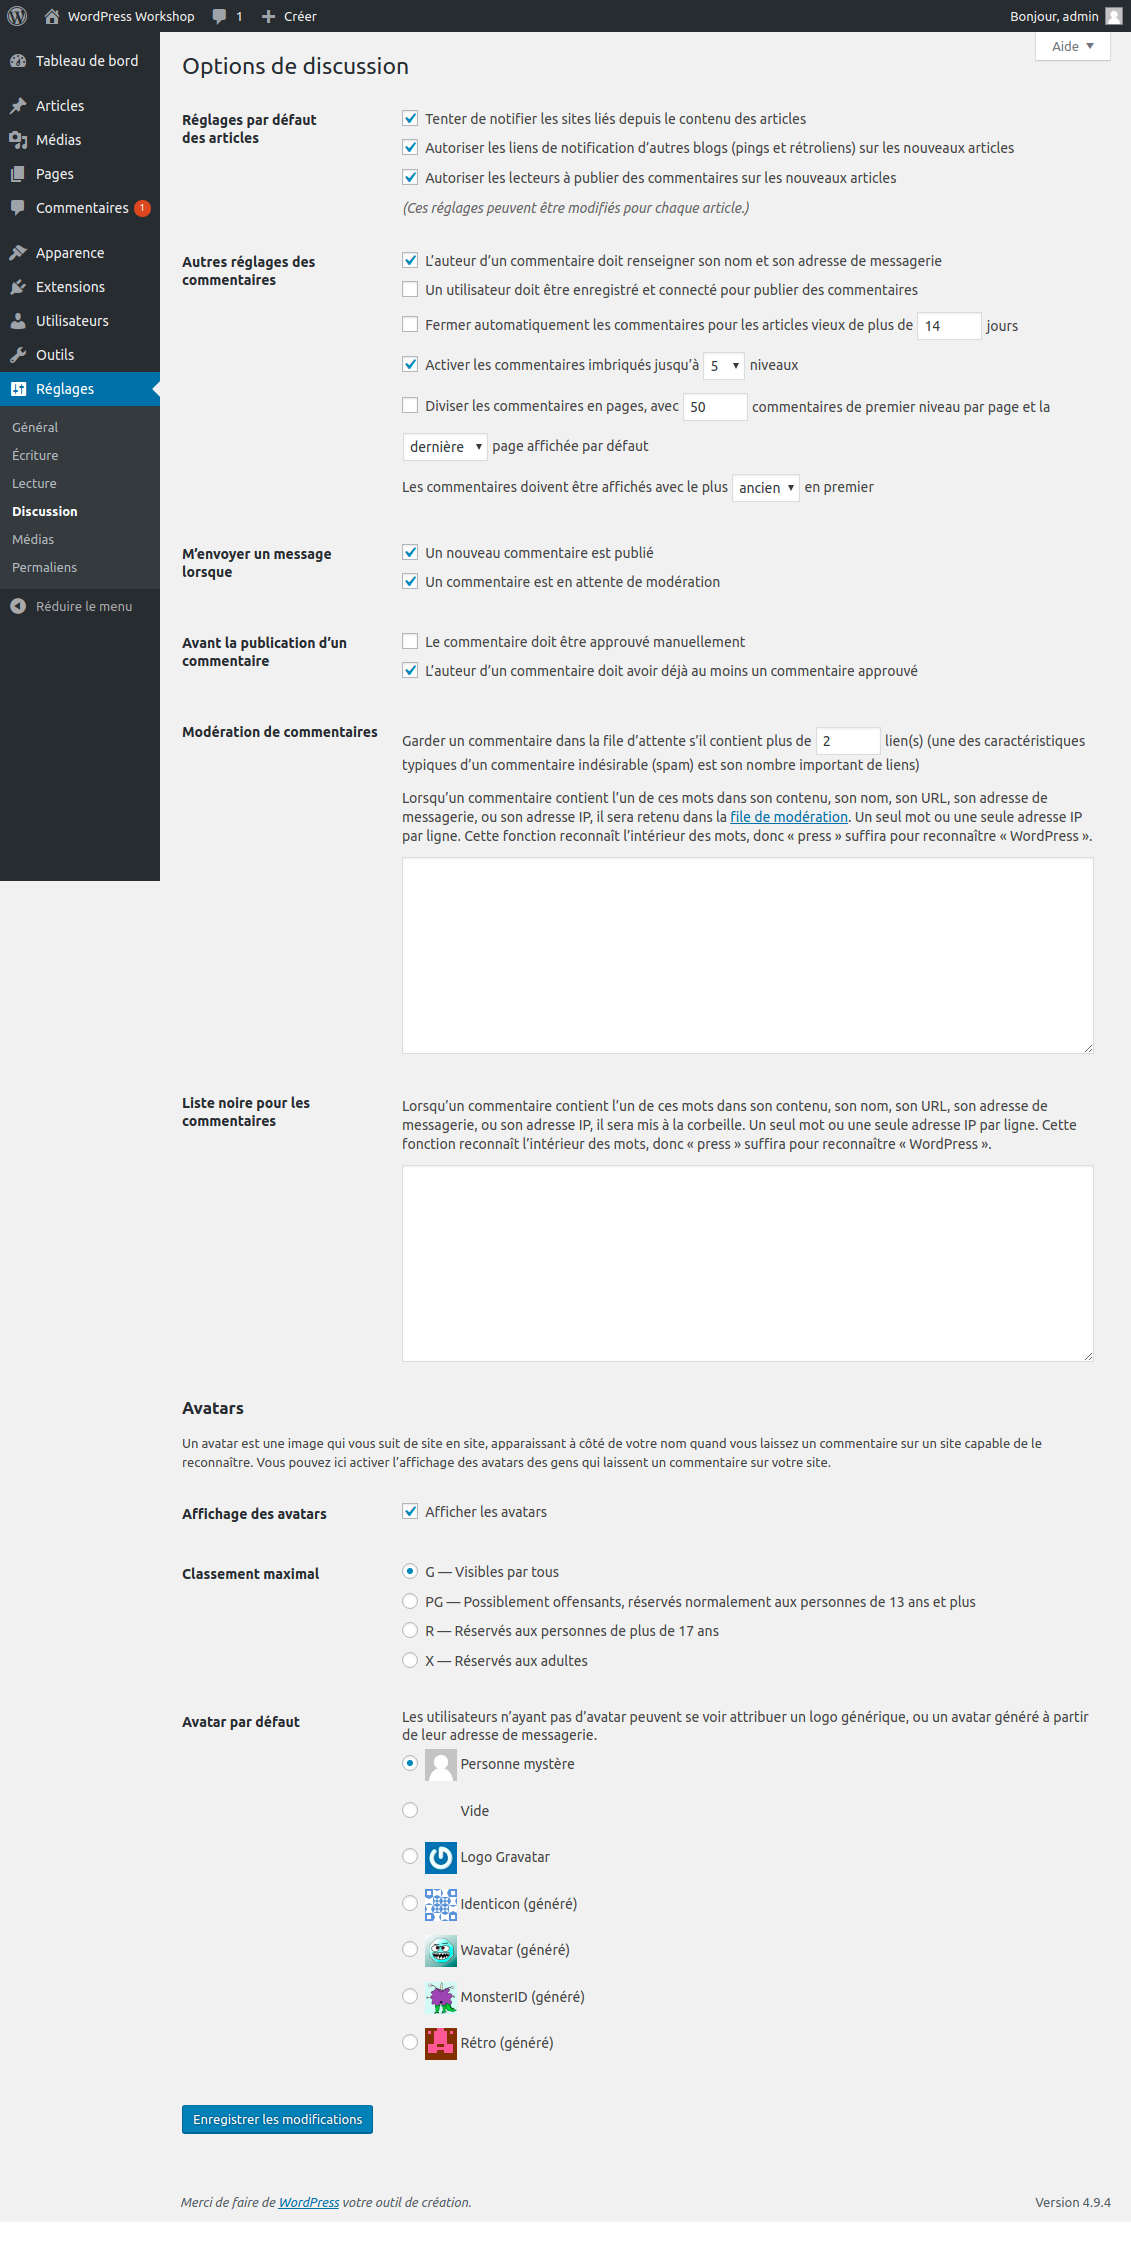 WordPress Workshop 1 Créer Bonjour, admin
Aide
Tableau de bord
Articles
Médias
Pages
Commentaires 1
Apparence
Extensions
Utilisateurs
Outils
Réglages
Général
Écriture
Lecture
Discussion
Médias
Permaliens
Réduire le menu
Options de discussion
Réglages par défaut
des articles
Tenter de notifier les sites liés depuis le contenu des articles
Autoriser les liens de notification d’autres blogs (pings et rétroliens) sur les nouveaux articles
Autoriser les lecteurs à publier des commentaires sur les nouveaux articles
(Ces réglages peuvent être modifiés pour chaque article.)
Autres réglages des
commentaires
L’auteur d’un commentaire doit renseigner son nom et son adresse de messagerie
Un utilisateur doit être enregistré et connecté pour publier des commentaires
Fermer automatiquement les commentaires pour les articles vieux de plus de 14 jours
Activer les commentaires imbriqués jusqu’à 5 niveaux
Diviser les commentaires en pages, avec 50 commentaires de premier niveau par page et la
dernière page affichée par défaut
Les commentaires doivent être affichés avec le plus ancien en premier
M’envoyer un message
lorsque
Un nouveau commentaire est publié
Un commentaire est en attente de modération
Avant la publication d’un
commentaire
Le commentaire doit être approuvé manuellement
L’auteur d’un commentaire doit avoir déjà au moins un commentaire approuvé
Modération de commentaires
Garder un commentaire dans la file d’attente s’il contient plus de 2 lien(s) (une des caractéristiques
typiques d’un commentaire indésirable (spam) est son nombre important de liens)
Lorsqu’un commentaire contient l’un de ces mots dans son contenu, son nom, son URL, son adresse de
messagerie, ou son adresse IP, il sera retenu dans la file de modération. Un seul mot ou une seule adresse IP
par ligne. Cette fonction reconnaît l’intérieur des mots, donc « press » suffira pour reconnaître « WordPress ».
Liste noire pour les
commentaires
Lorsqu’un commentaire contient l’un de ces mots dans son contenu, son nom, son URL, son adresse de
messagerie, ou son adresse IP, il sera mis à la corbeille. Un seul mot ou une seule adresse IP par ligne. Cette
fonction reconnaît l’intérieur des mots, donc « press » suffira pour reconnaître « WordPress ».
Avatars
Un avatar est une image qui vous suit de site en site, apparaissant à côté de votre nom quand vous laissez un commentaire sur un site capable de le
reconnaître. Vous pouvez ici activer l’affichage des avatars des gens qui laissent un commentaire sur votre site.
Affichage des avatars
Afficher les avatars
Classement maximal
G — Visibles par tous
PG — Possiblement offensants, réservés normalement aux personnes de 13 ans et plus
R — Réservés aux personnes de plus de 17 ans
X — Réservés aux adultes
Avatar par défaut
Les utilisateurs n’ayant pas d’avatar peuvent se voir attribuer un logo générique, ou un avatar généré à partir
de leur adresse de messagerie.
Personne mystère
Vide
Logo Gravatar
Identicon (généré)
Wavatar (généré)
MonsterID (généré)
Rétro (généré)
Enregistrer les modifications
Merci de faire de WordPress votre outil de création. Version 4.9.4